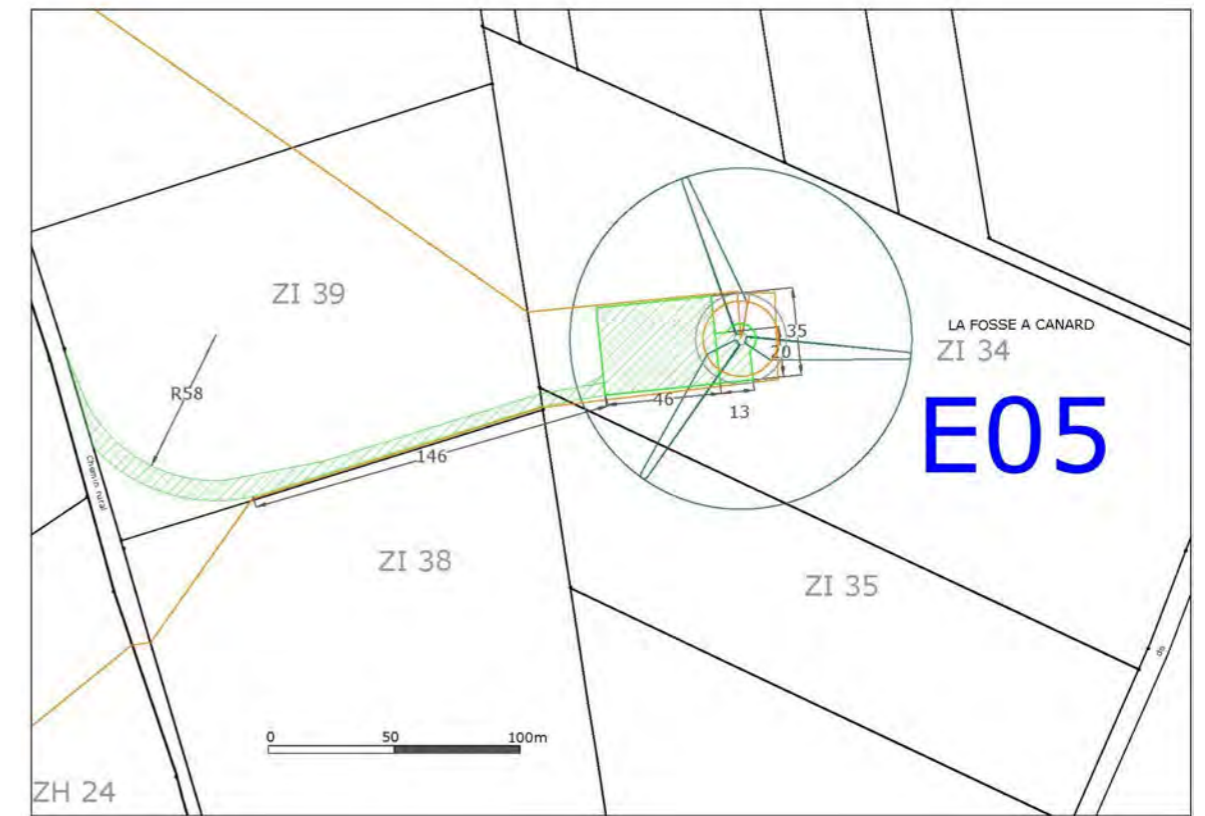 ZI 39
LA FOSSE A CANARD
ZI 34
35
20
R58
46
13
E05
146
Chemin rural
ZI 38
ZI 35
0 50 100m
ZH 24